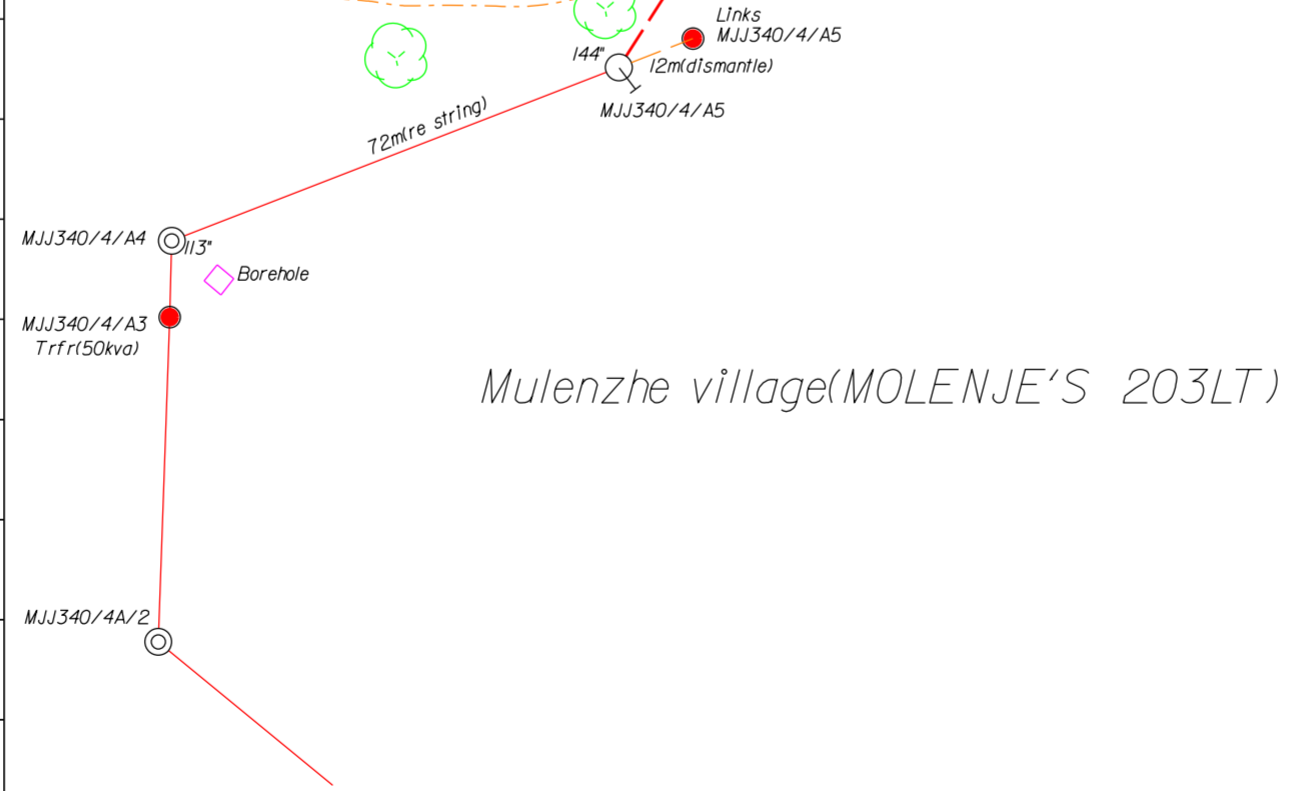 Links
MJJ340/4/A5
144"
12m(dismantle)
MJJ340/4/A5
72m(re string)
MJJ340/4/A4
113"
Borehole
MJJ340/4/A3
Trfr(50kva)
Mulenzhe village(MOLENJE'S 203LT)
MJJ340/4A/2